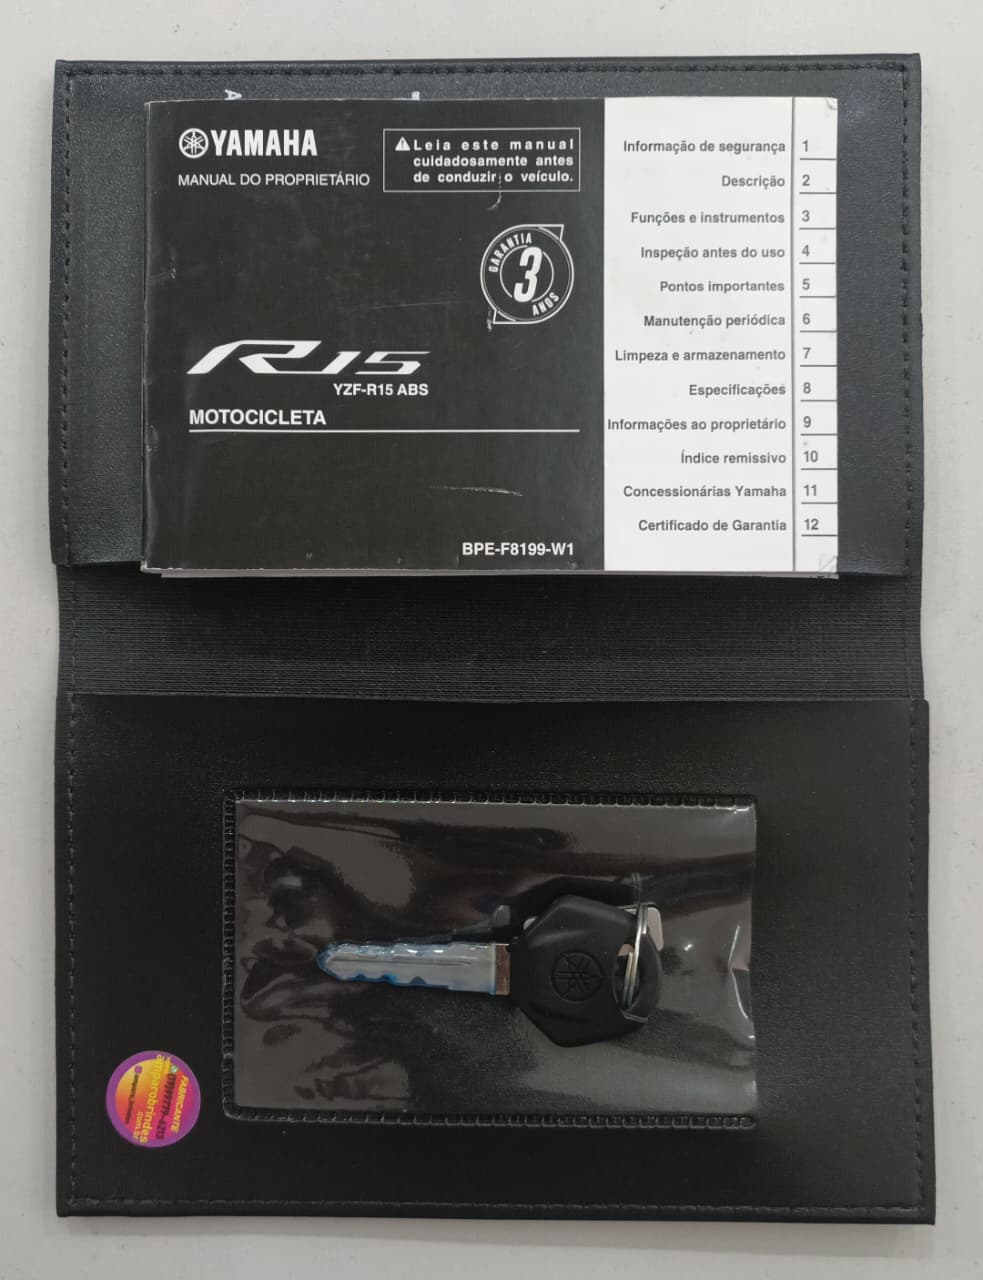 YAMAHA
MANUAL DO PROPRIETÁRIO
Leia este manual
cuidadosamente antes
de conduzir o veículo.
GARANTIA
3
ANOS
R15
YZF-R15 ABS
MOTOCICLETA
BPE-F8199-W1
Informação de segurança 1
Descrição 2
Funções e instrumentos 3
Inspeção antes do uso 4
Pontos importantes 5
Manutenção periódica 6
Limpeza e armazenamento 7
Especificações 8
Informações ao proprietário 9
Índice remissivo 10
Concessionárias Yamaha 11
Certificado de Garantia 12
FABRICANTE
amparobrindes
.com.br